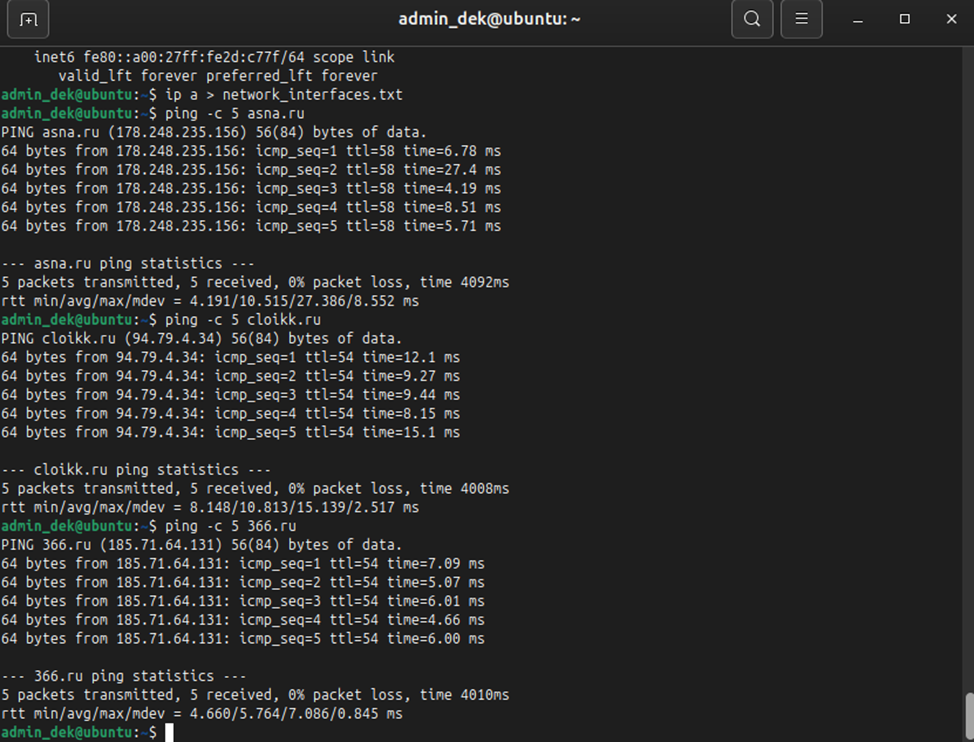 admin_dek@ubuntu: ~
inet6 fe80::a00:27ff:fe2d:c77f/64 scope link
valid_lft forever preferred_lft forever
admin_dek@ubuntu:~$ ip a > network_interfaces.txt
admin_dek@ubuntu:~$ ping -c 5 asna.ru
PING asna.ru (178.248.235.156) 56(84) bytes of data.
64 bytes from 178.248.235.156: icmp_seq=1 ttl=58 time=6.78 ms
64 bytes from 178.248.235.156: icmp_seq=2 ttl=58 time=27.4 ms
64 bytes from 178.248.235.156: icmp_seq=3 ttl=58 time=4.19 ms
64 bytes from 178.248.235.156: icmp_seq=4 ttl=58 time=8.51 ms
64 bytes from 178.248.235.156: icmp_seq=5 ttl=58 time=5.71 ms
--- asna.ru ping statistics ---
5 packets transmitted, 5 received, 0% packet loss, time 4092ms
rtt min/avg/max/mdev = 4.191/10.515/27.386/8.552 ms
admin_dek@ubuntu:~$ ping -c 5 cloikk.ru
PING cloikk.ru (94.79.4.34) 56(84) bytes of data.
64 bytes from 94.79.4.34: icmp_seq=1 ttl=54 time=12.1 ms
64 bytes from 94.79.4.34: icmp_seq=2 ttl=54 time=9.27 ms
64 bytes from 94.79.4.34: icmp_seq=3 ttl=54 time=9.44 ms
64 bytes from 94.79.4.34: icmp_seq=4 ttl=54 time=8.15 ms
64 bytes from 94.79.4.34: icmp_seq=5 ttl=54 time=15.1 ms
--- cloikk.ru ping statistics ---
5 packets transmitted, 5 received, 0% packet loss, time 4008ms
rtt min/avg/max/mdev = 8.148/10.813/15.139/2.517 ms
admin_dek@ubuntu:~$ ping -c 5 366.ru
PING 366.ru (185.71.64.131) 56(84) bytes of data.
64 bytes from 185.71.64.131: icmp_seq=1 ttl=54 time=7.09 ms
64 bytes from 185.71.64.131: icmp_seq=2 ttl=54 time=5.07 ms
64 bytes from 185.71.64.131: icmp_seq=3 ttl=54 time=6.01 ms
64 bytes from 185.71.64.131: icmp_seq=4 ttl=54 time=4.66 ms
64 bytes from 185.71.64.131: icmp_seq=5 ttl=54 time=6.00 ms
--- 366.ru ping statistics ---
5 packets transmitted, 5 received, 0% packet loss, time 4010ms
rtt min/avg/max/mdev = 4.660/5.764/7.086/0.845 ms
admin_dek@ubuntu:~$